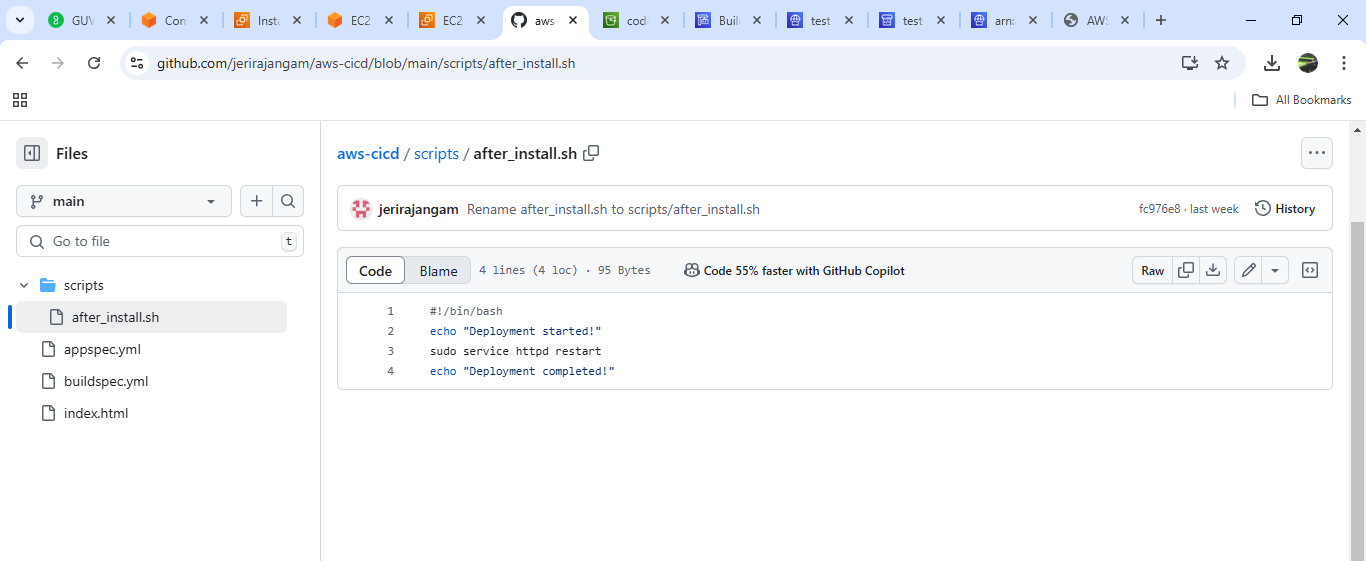 GUV
Con
Inst
EC2
EC2
aws
cod
Buil
test
test
arn:
AWS
github.com/jerirajangam/aws-cicd/blob/main/scripts/after_install.sh
All Bookmarks
Files
aws-cicd / scripts / after_install.sh
main
jerirajangam Rename after_install.sh to scripts/after_install.sh fc976e8 · last week History
Go to file t
Code Blame 4 lines (4 loc) · 95 Bytes Code 55% faster with GitHub Copilot Raw
scripts
after_install.sh
appspec.yml
buildspec.yml
index.html
1 #!/bin/bash
2 echo "Deployment started!"
3 sudo service httpd restart
4 echo "Deployment completed!"